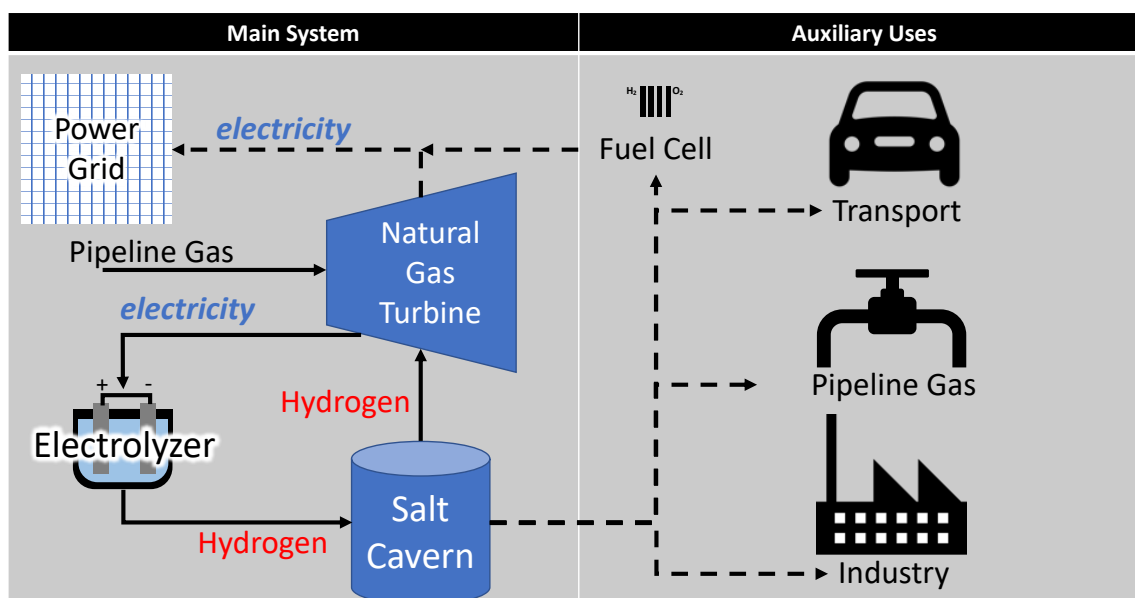 Main System
Auxiliary Uses
Power
Grid
electricity
H₂ O₂
Fuel Cell
Transport
Pipeline Gas
Natural
Gas
Turbine
electricity
+ -
Electrolyzer
Hydrogen
Hydrogen
Salt
Cavern
Pipeline Gas
Industry